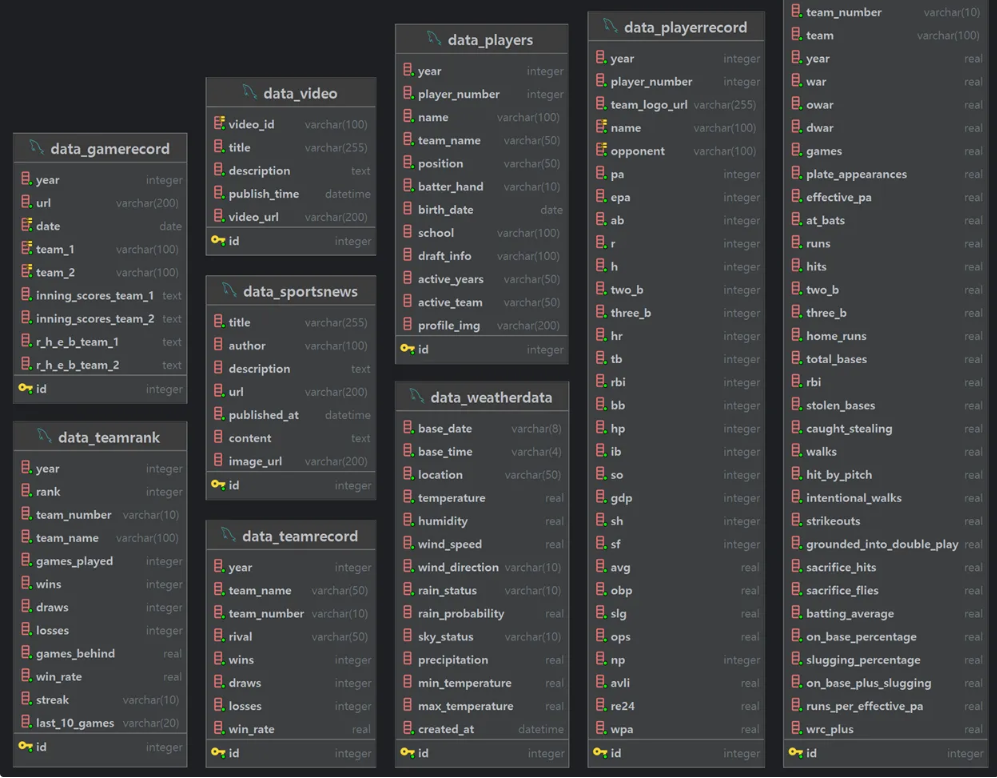 data_gamerecord
year integer
url varchar(200)
date date
team_1 varchar(100)
team_2 varchar(100)
inning_scores_team_1 text
inning_scores_team_2 text
r_h_e_b_team_1 text
r_h_e_b_team_2 text
id integer
data_teamrank
year integer
rank integer
team_number varchar(10)
team_name varchar(100)
games_played integer
wins integer
draws integer
losses integer
games_behind real
win_rate real
streak varchar(10)
last_10_games varchar(20)
id integer
data_video
video_id varchar(100)
title varchar(255)
description text
publish_time datetime
video_url varchar(200)
id integer
data_sportsnews
title varchar(255)
author varchar(100)
description text
url varchar(200)
published_at datetime
content text
image_url varchar(200)
id integer
data_teamrecord
year integer
team_name varchar(50)
team_number varchar(10)
rival varchar(50)
wins integer
draws integer
losses integer
win_rate real
id integer
data_players
year integer
player_number integer
name varchar(100)
team_name varchar(50)
position varchar(50)
batter_hand varchar(10)
birth_date date
school varchar(100)
draft_info varchar(100)
active_years varchar(50)
active_team varchar(50)
profile_img varchar(200)
id integer
data_weatherdata
base_date varchar(8)
base_time varchar(4)
location varchar(50)
temperature real
humidity real
wind_speed real
wind_direction varchar(10)
rain_status varchar(10)
rain_probability real
sky_status varchar(10)
precipitation real
min_temperature real
max_temperature real
created_at datetime
id integer
data_playerrecord
year integer
player_number integer
team_logo_url varchar(255)
name varchar(100)
opponent varchar(100)
pa integer
epa integer
ab integer
r integer
h integer
two_b integer
three_b integer
hr integer
tb integer
rbi integer
bb integer
hp integer
ib integer
so integer
gdp integer
sh integer
sf integer
avg real
obp real
slg real
ops real
np integer
avli real
re24 real
wpa real
id integer
team_number varchar(10)
team varchar(100)
year real
war real
owar real
dwar real
games real
plate_appearances real
effective_pa real
at_bats real
runs real
hits real
two_b real
three_b real
home_runs real
total_bases real
rbi real
stolen_bases real
caught_stealing real
walks real
hit_by_pitch real
intentional_walks real
strikeouts real
grounded_into_double_play real
sacrifice_hits real
sacrifice_flies real
batting_average real
on_base_percentage real
slugging_percentage real
on_base_plus_slugging real
runs_per_effective_pa real
wrc_plus real
id integer